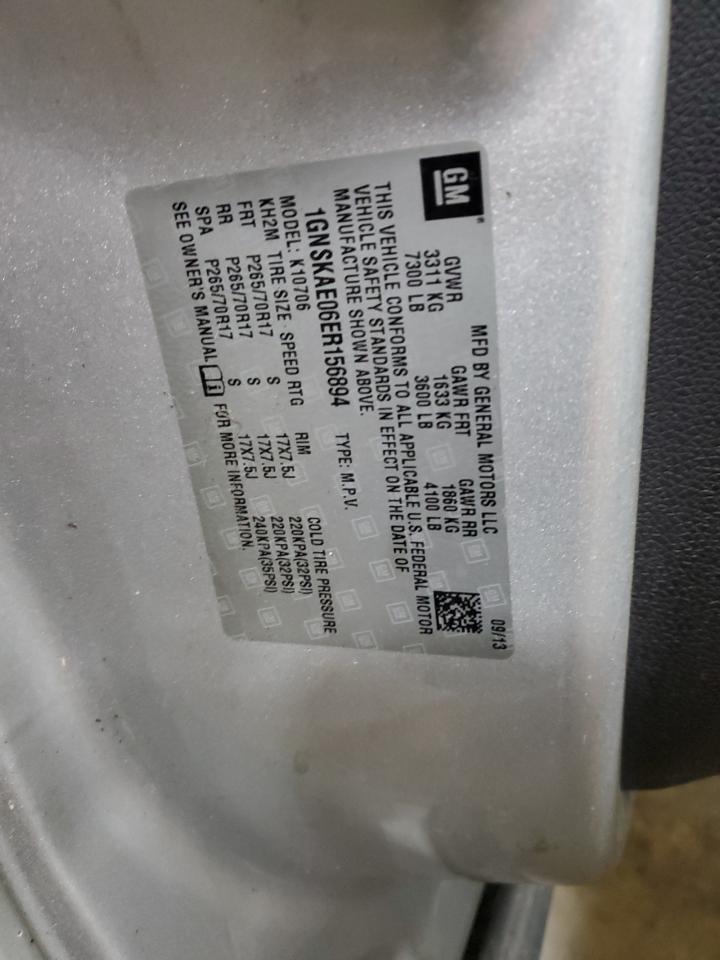 GM®
MFD BY GENERAL MOTORS LLC 09/13
GVWR GAWR FRT GAWR RR
3311 KG 1633 KG 1860 KG
7300 LB 3600 LB 4100 LB
THIS VEHICLE CONFORMS TO ALL APPLICABLE U.S. FEDERAL MOTOR
VEHICLE SAFETY STANDARDS IN EFFECT ON THE DATE OF
MANUFACTURE SHOWN ABOVE.
1GNSKAE06ER156894 TYPE: M.P.V.
MODEL: K10706
KH2M TIRE SIZE SPEED RTG RIM COLD TIRE PRESSURE
FRT P265/70R17 S 17X7.5J 220KPA(32PSI)
RR P265/70R17 S 17X7.5J 220KPA(32PSI)
SPA P265/70R17 S 17X7.5J 240KPA(35PSI)
SEE OWNER'S MANUAL FOR MORE INFORMATION.